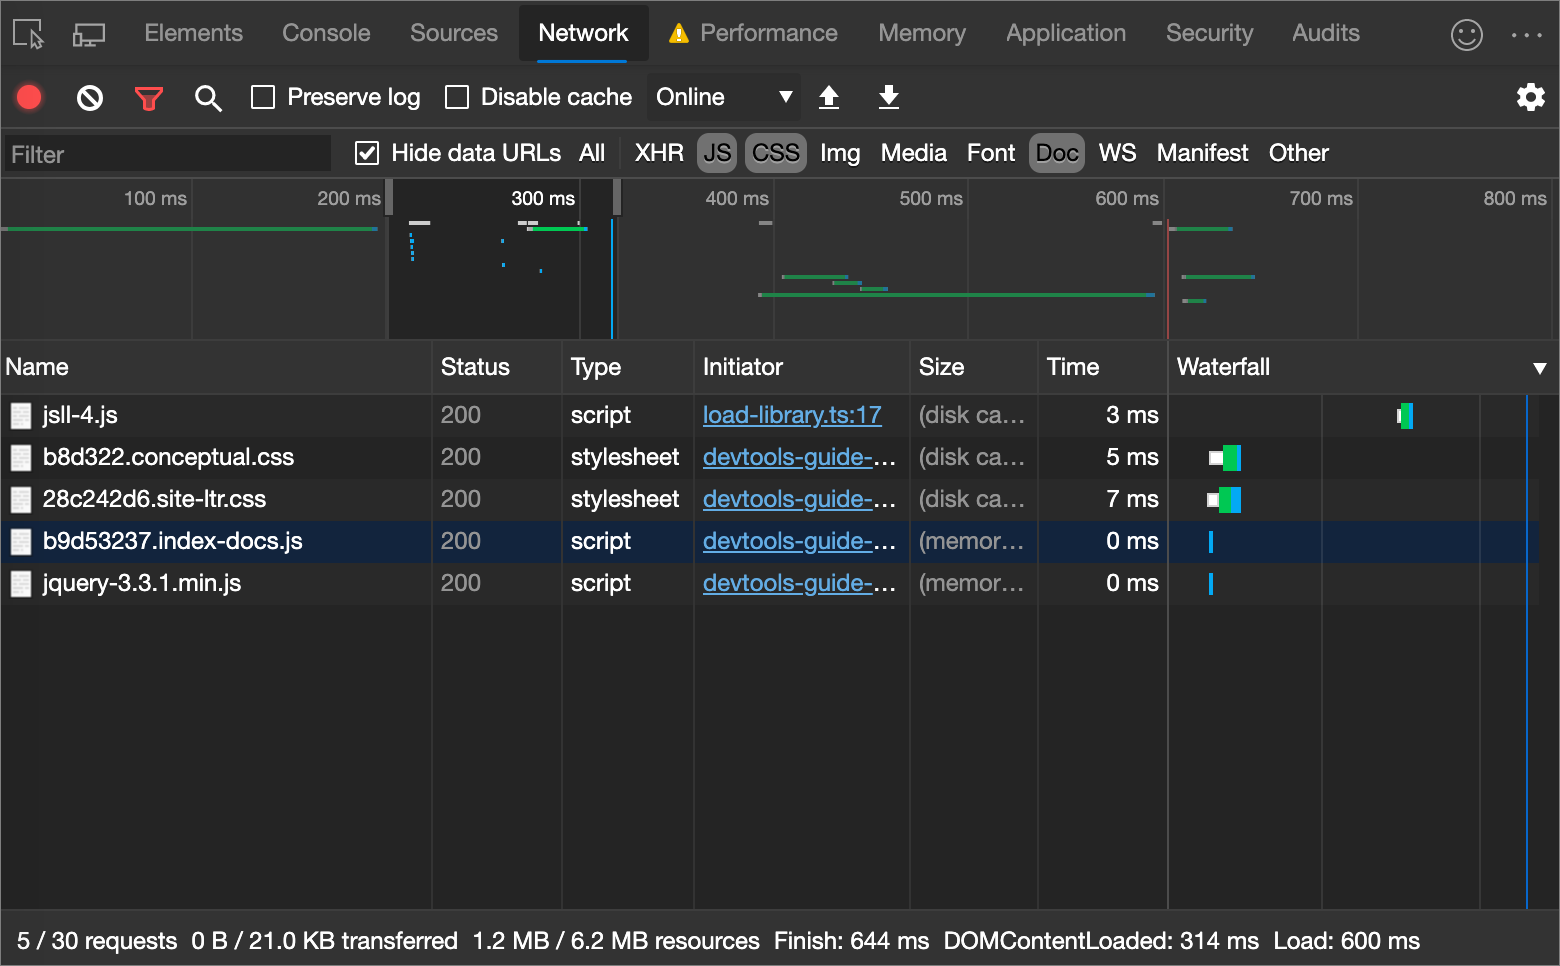 Elements Console Sources Network Performance Memory Application Security Audits
Preserve log Disable cache Online
Filter Hide data URLs All XHR JS CSS Img Media Font Doc WS Manifest Other
100 ms 200 ms 300 ms 400 ms 500 ms 600 ms 700 ms 800 ms
Name Status Type Initiator Size Time Waterfall
jsll-4.js 200 script load-library.ts:17 (disk ca… 3 ms
b8d322.conceptual.css 200 stylesheet devtools-guide-… (disk ca… 5 ms
28c242d6.site-ltr.css 200 stylesheet devtools-guide-… (disk ca… 7 ms
b9d53237.index-docs.js 200 script devtools-guide-… (memor… 0 ms
jquery-3.3.1.min.js 200 script devtools-guide-… (memor… 0 ms
5 / 30 requests 0 B / 21.0 KB transferred 1.2 MB / 6.2 MB resources Finish: 644 ms DOMContentLoaded: 314 ms Load: 600 ms